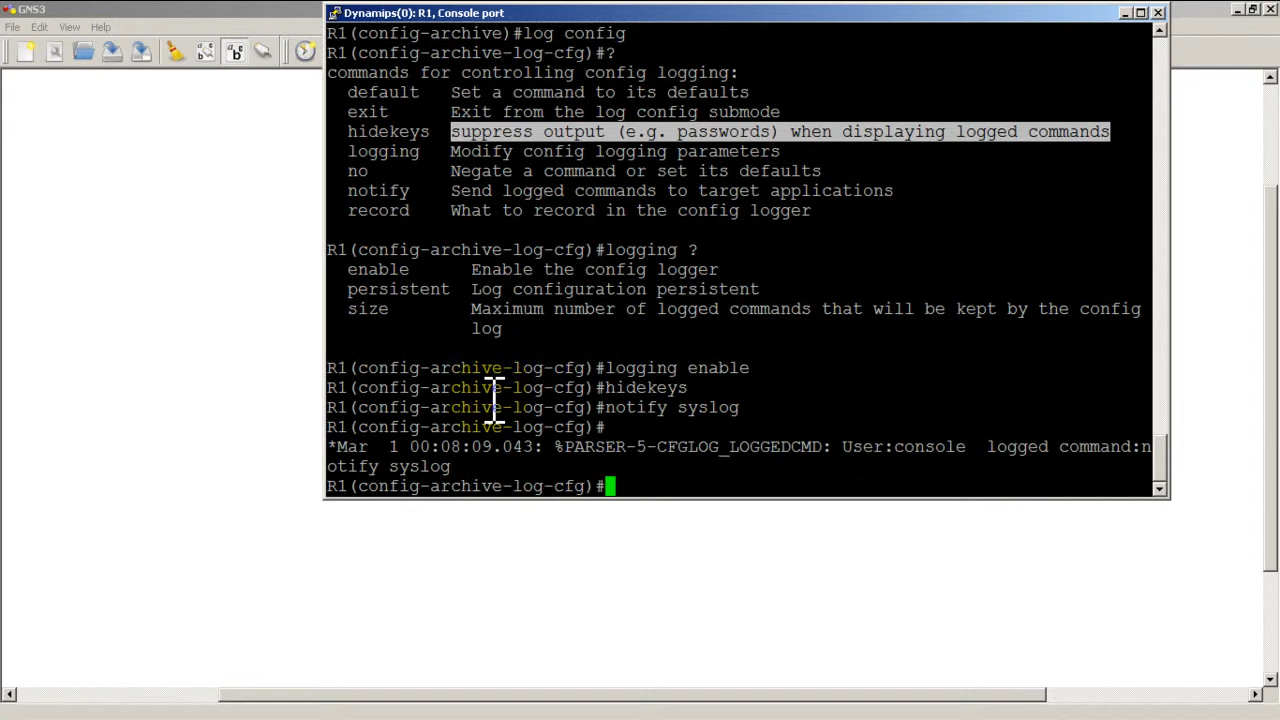 GNS3
Dynamips(0): R1, Console port
File Edit View Help
R1(config-archive)#log config
R1(config-archive-log-cfg)#?
commands for controlling config logging:
default Set a command to its defaults
exit Exit from the log config submode
hidekeys suppress output (e.g. passwords) when displaying logged commands
logging Modify config logging parameters
no Negate a command or set its defaults
notify Send logged commands to target applications
record What to record in the config logger
R1(config-archive-log-cfg)#logging ?
enable Enable the config logger
persistent Log configuration persistent
size Maximum number of logged commands that will be kept by the config
log
R1(config-archive-log-cfg)#logging enable
R1(config-archive-log-cfg)#hidekeys
R1(config-archive-log-cfg)#notify syslog
R1(config-archive-log-cfg)#
*Mar 1 00:08:09.043: %PARSER-5-CFGLOG_LOGGEDCMD: User:console logged command:n
otify syslog
R1(config-archive-log-cfg)#